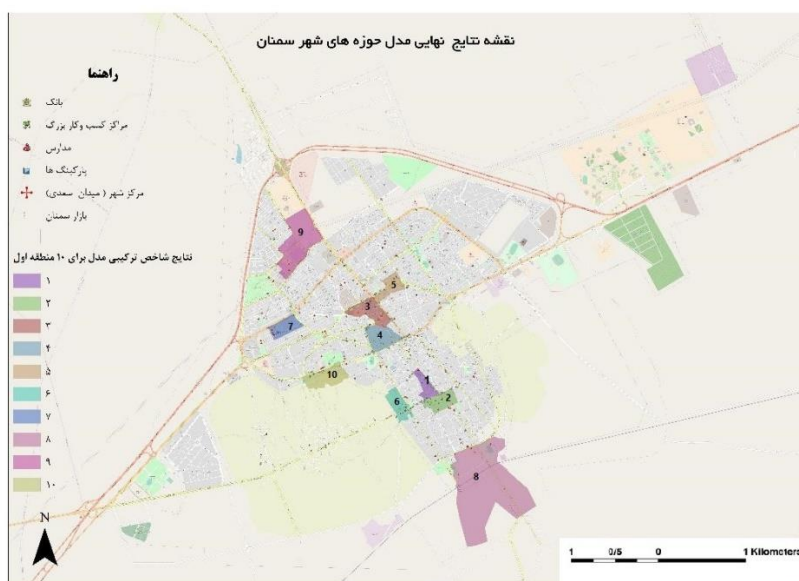 نقشه نتایج نهایی مدل حوزه های شهر سمنان
راهنما
بانک
مراکز کسب وکار بزرگ
مدارس
پارکینگ ها
مرکز شهر ( میدان سعدی)
بازار سمنان
نتایج شاخص ترکیبی مدل برای ۱۰ منطقه اول
۱
۲
۳
۴
۵
۶
۷
۸
۹
۱۰
9
5
3
7
4
10
1
2
6
8
N
1 0/5 0 1 Kilometers